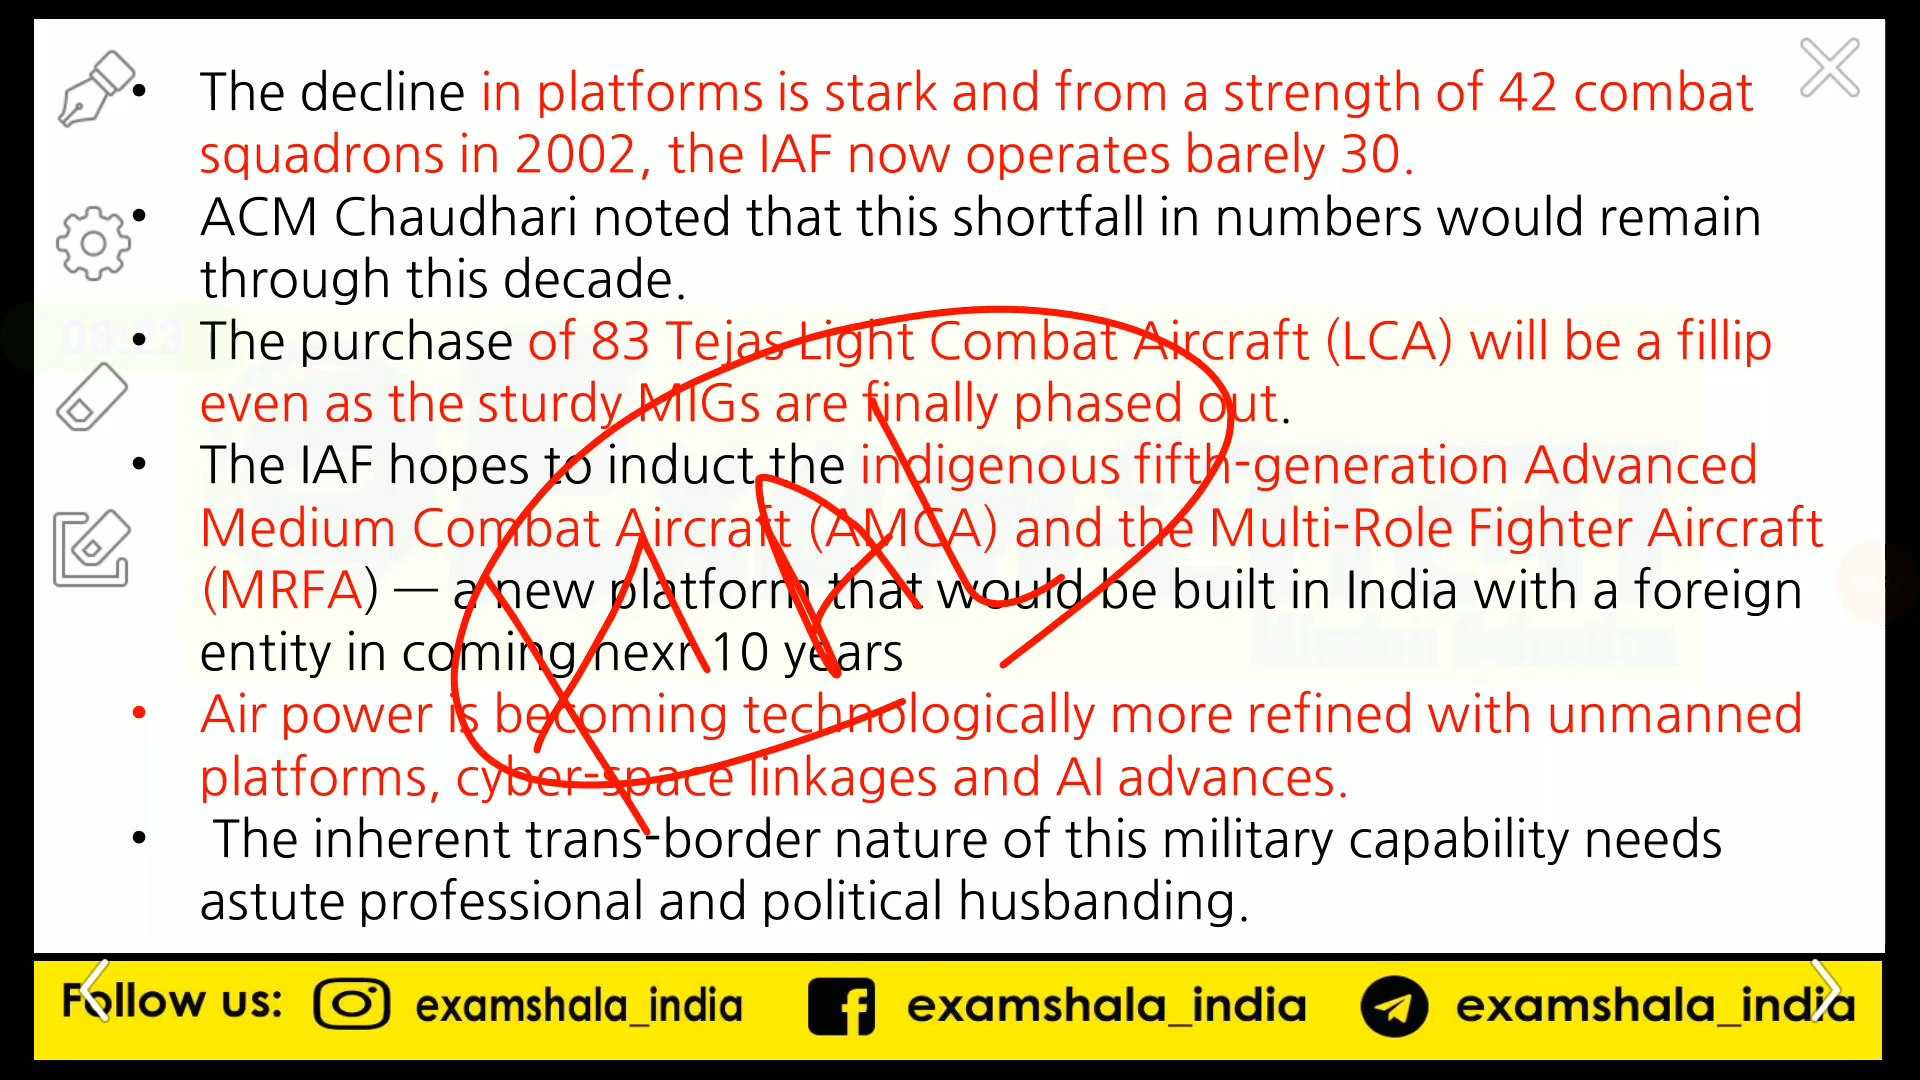 • The decline in platforms is stark and from a strength of 42 combat
squadrons in 2002, the IAF now operates barely 30.
• ACM Chaudhari noted that this shortfall in numbers would remain
through this decade.
08:23
• The purchase of 83 Tejas Light Combat Aircraft (LCA) will be a fillip
even as the sturdy MIGs are finally phased out.
• The IAF hopes to induct the indigenous fifth-generation Advanced
Medium Combat Aircraft (AMCA) and the Multi-Role Fighter Aircraft
(MRFA) — a new platform that would be built in India with a foreign
entity in coming nexr 10 years
Mission Selection
• Air power is becoming technologically more refined with unmanned
platforms, cyber-space linkages and AI advances.
• The inherent trans-border nature of this military capability needs
astute professional and political husbanding.
Follow us: examshala_india examshala_india examshala_india